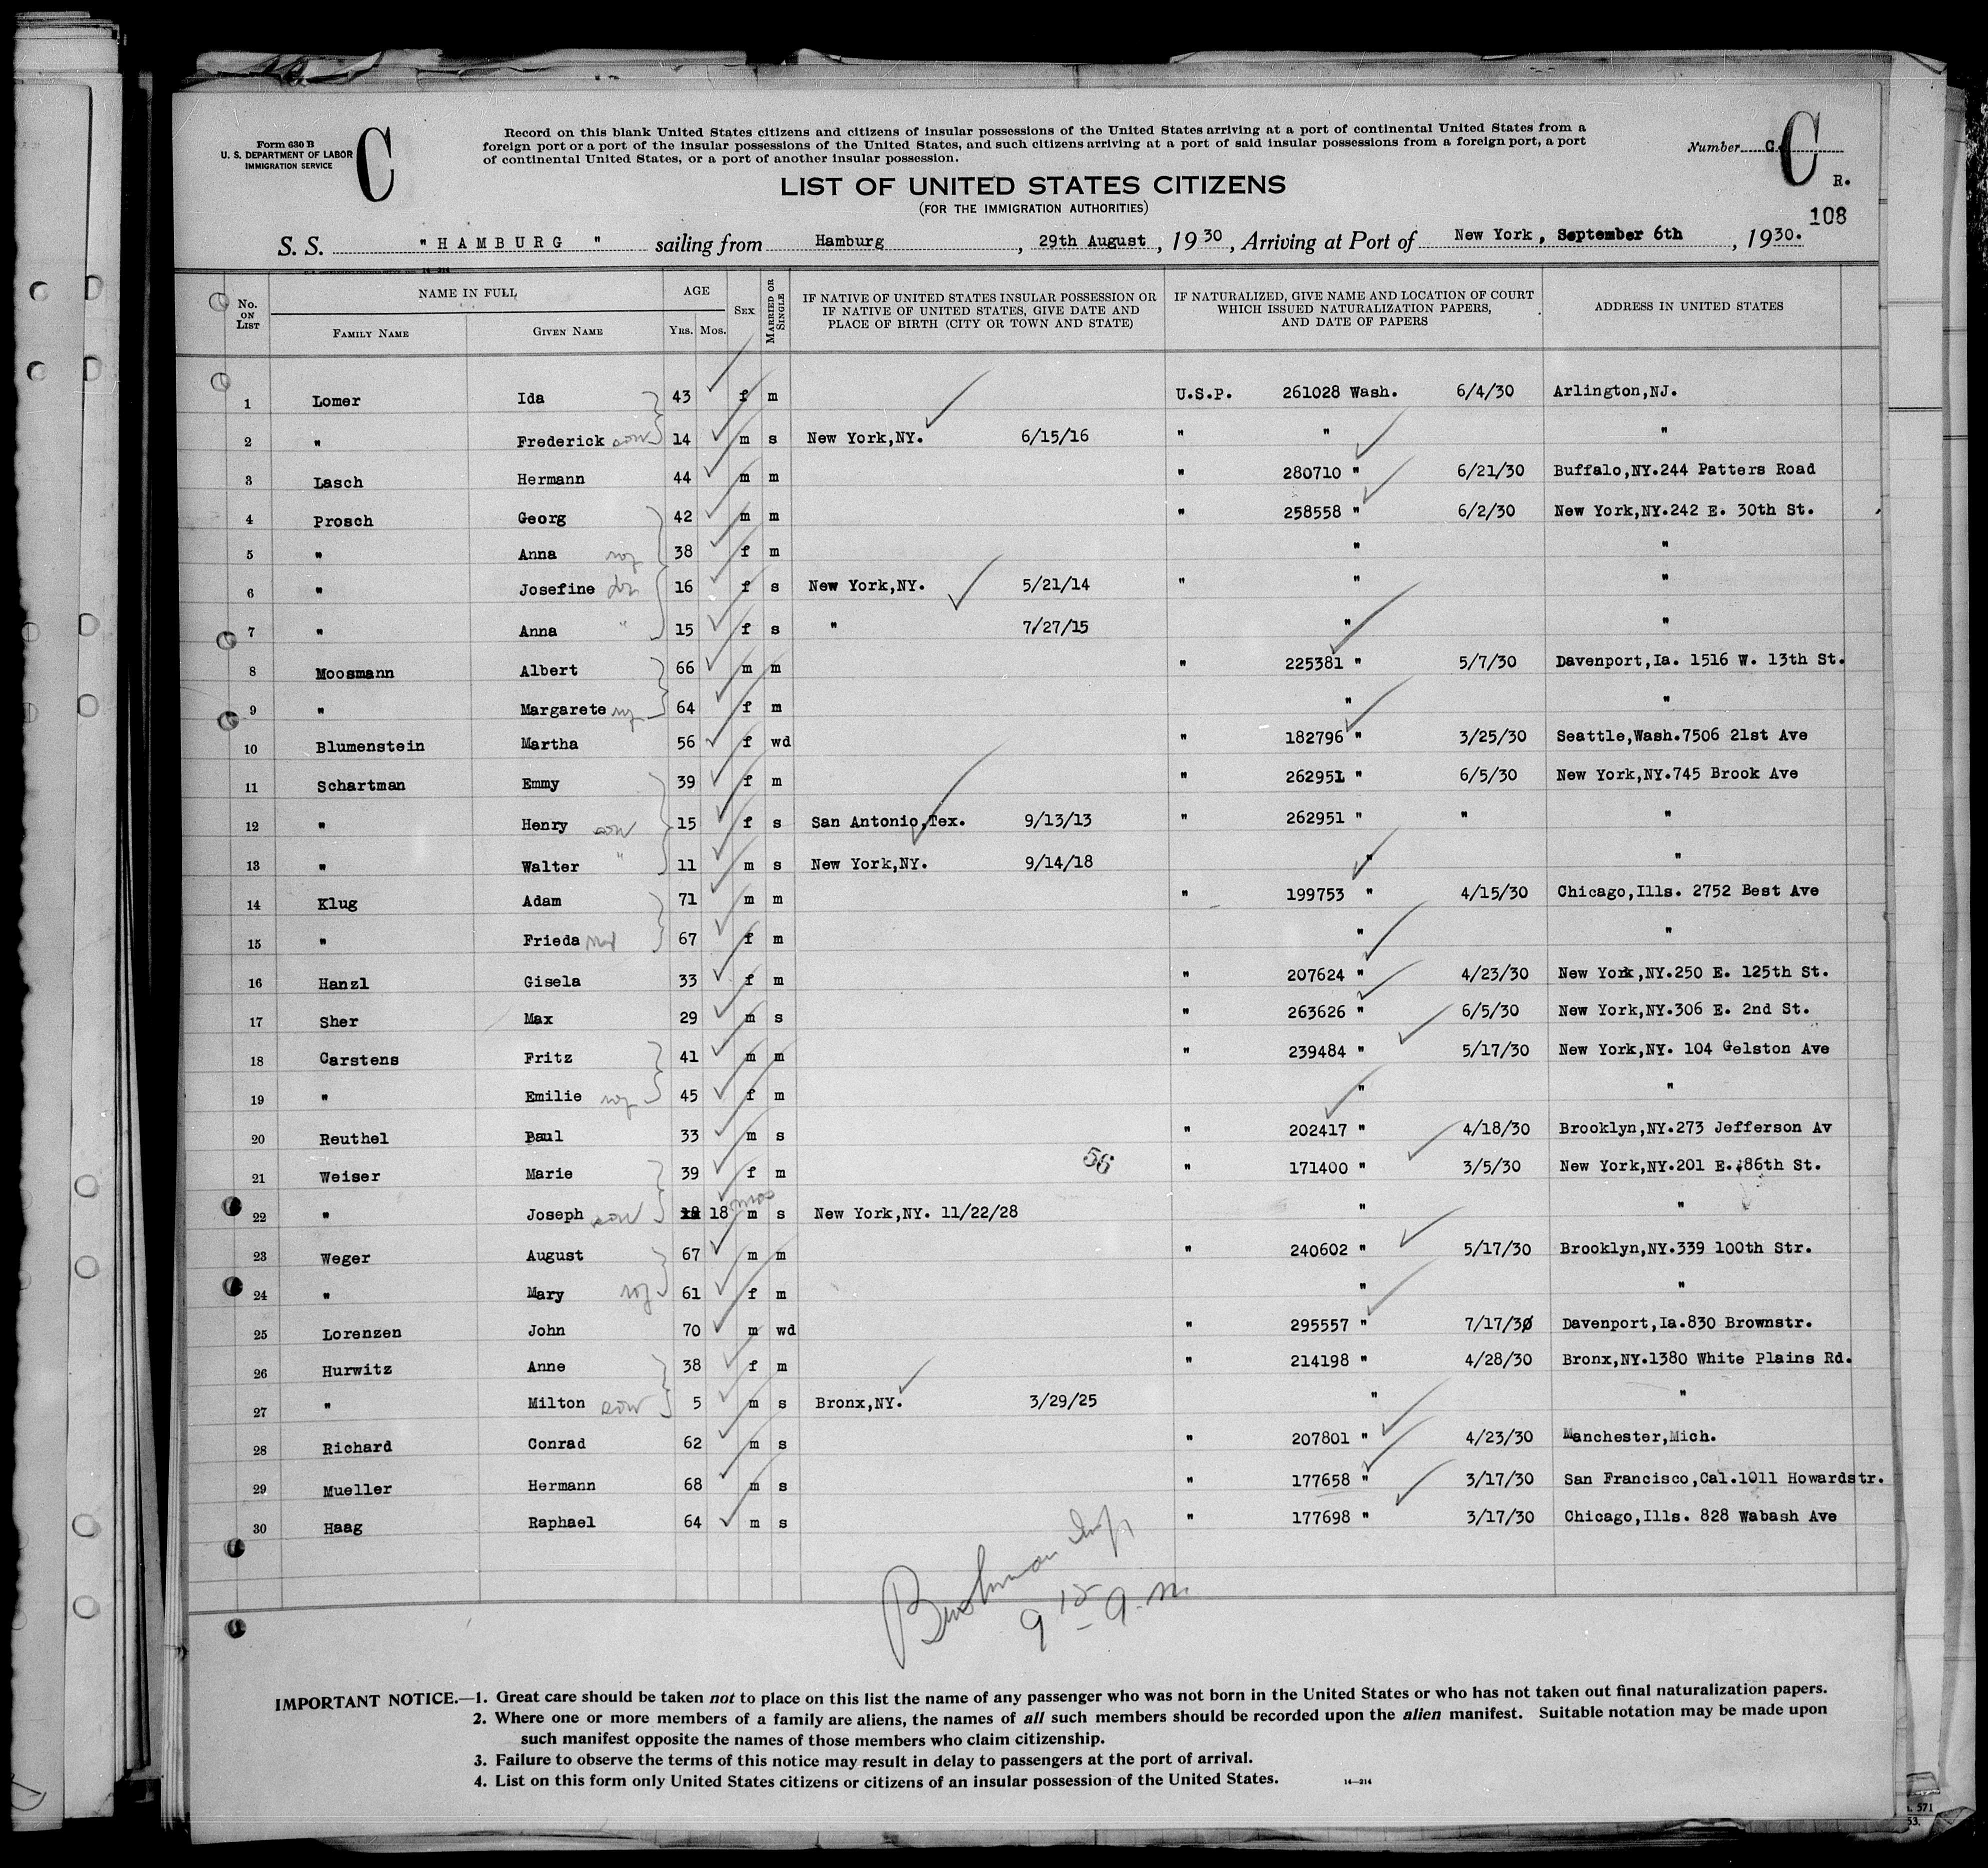 Form 630 B
U. S. DEPARTMENT OF LABOR
IMMIGRATION SERVICE
C
Record on this blank United States citizens and citizens of insular possessions of the United States arriving at a port of continental United States from a
foreign port or a port of the insular possessions of the United States, and such citizens arriving at a port of said insular possessions from a foreign port, a port
of continental United States, or a port of another insular possession.
Number C. C
R.
108
LIST OF UNITED STATES CITIZENS
(FOR THE IMMIGRATION AUTHORITIES)
S. S. "HAMBURG" sailing from Hamburg, 29th August, 1930, Arriving at Port of New York, September 6th, 1930.
No. ON LIST
NAME IN FULL
FAMILY NAME GIVEN NAME
AGE
YRS. MOS.
SEX
MARRIED OR SINGLE
IF NATIVE OF UNITED STATES INSULAR POSSESSION OR
IF NATIVE OF UNITED STATES, GIVE DATE AND
PLACE OF BIRTH (CITY OR TOWN AND STATE)
IF NATURALIZED, GIVE NAME AND LOCATION OF COURT
WHICH ISSUED NATURALIZATION PAPERS,
AND DATE OF PAPERS
ADDRESS IN UNITED STATES
1 Lomer Ida 43 f m U.S.P. 261028 Wash. 6/4/30 Arlington,NJ.
2 " Frederick son 14 m s New York,NY. 6/15/16 " " "
3 Lasch Hermann 44 m m " 280710 " 6/21/30 Buffalo,NY.244 Patters Road
4 Prosch Georg 42 m m " 258558 " 6/2/30 New York,NY.242 E. 30th St.
5 " Anna 38 f m " "
6 " Josefine 16 f s New York,NY. 5/21/14 " " "
7 " Anna " 15 f s " 7/27/15 " "
8 Moosmann Albert 66 m m " 225381 " 5/7/30 Davenport,Ia. 1516 W. 13th St.
9 " Margarete 64 f m " "
10 Blumenstein Martha 56 f wd " 182796 " 3/25/30 Seattle,Wash.7506 21st Ave
11 Schartman Emmy 39 f m " 262951 " 6/5/30 New York,NY.745 Brook Ave
12 " Henry son 15 f s San Antonio,Tex. 9/13/13 " 262951 " " "
13 " Walter " 11 m s New York,NY. 9/14/18 " "
14 Klug Adam 71 m m " 199753 " 4/15/30 Chicago,Ills. 2752 Best Ave
15 " Frieda 67 f m " "
16 Hanzl Gisela 33 f m " 207624 " 4/23/30 New York,NY.250 E. 125th St.
17 Sher Max 29 m s " 263626 " 6/5/30 New York,NY.306 E. 2nd St.
18 Carstens Fritz 41 m m " 239484 " 5/17/30 New York,NY. 104 Gelston Ave
19 " Emilie 45 f m " "
20 Reuthel Paul 33 m s " 202417 " 4/18/30 Brooklyn,NY.273 Jefferson Av
56
21 Weiser Marie 39 f m " 171400 " 3/5/30 New York,NY.201 E. 86th St.
22 " Joseph son 18 mos m s New York,NY. 11/22/28 " "
23 Weger August 67 m m " 240602 " 5/17/30 Brooklyn,NY.339 100th Str.
24 " Mary 61 f m " "
25 Lorenzen John 70 m wd " 295557 " 7/17/30 Davenport,Ia.830 Brownstr.
26 Hurwitz Anne 38 f m " 214198 " 4/28/30 Bronx,NY.1380 White Plains Rd.
27 " Milton son 5 m s Bronx,NY. 3/29/25 " "
28 Richard Conrad 62 m s " 207801 " 4/23/30 Manchester,Mich.
29 Mueller Hermann 68 m s " 177658 " 3/17/30 San Francisco,Cal.1011 Howardstr.
30 Haag Raphael 64 m s " 177698 " 3/17/30 Chicago,Ills. 828 Wabash Ave
9 15 a.m.
IMPORTANT NOTICE.—1. Great care should be taken not to place on this list the name of any passenger who was not born in the United States or who has not taken out final naturalization papers.
2. Where one or more members of a family are aliens, the names of all such members should be recorded upon the alien manifest. Suitable notation may be made upon
such manifest opposite the names of those members who claim citizenship.
3. Failure to observe the terms of this notice may result in delay to passengers at the port of arrival.
4. List on this form only United States citizens or citizens of an insular possession of the United States.
14—214